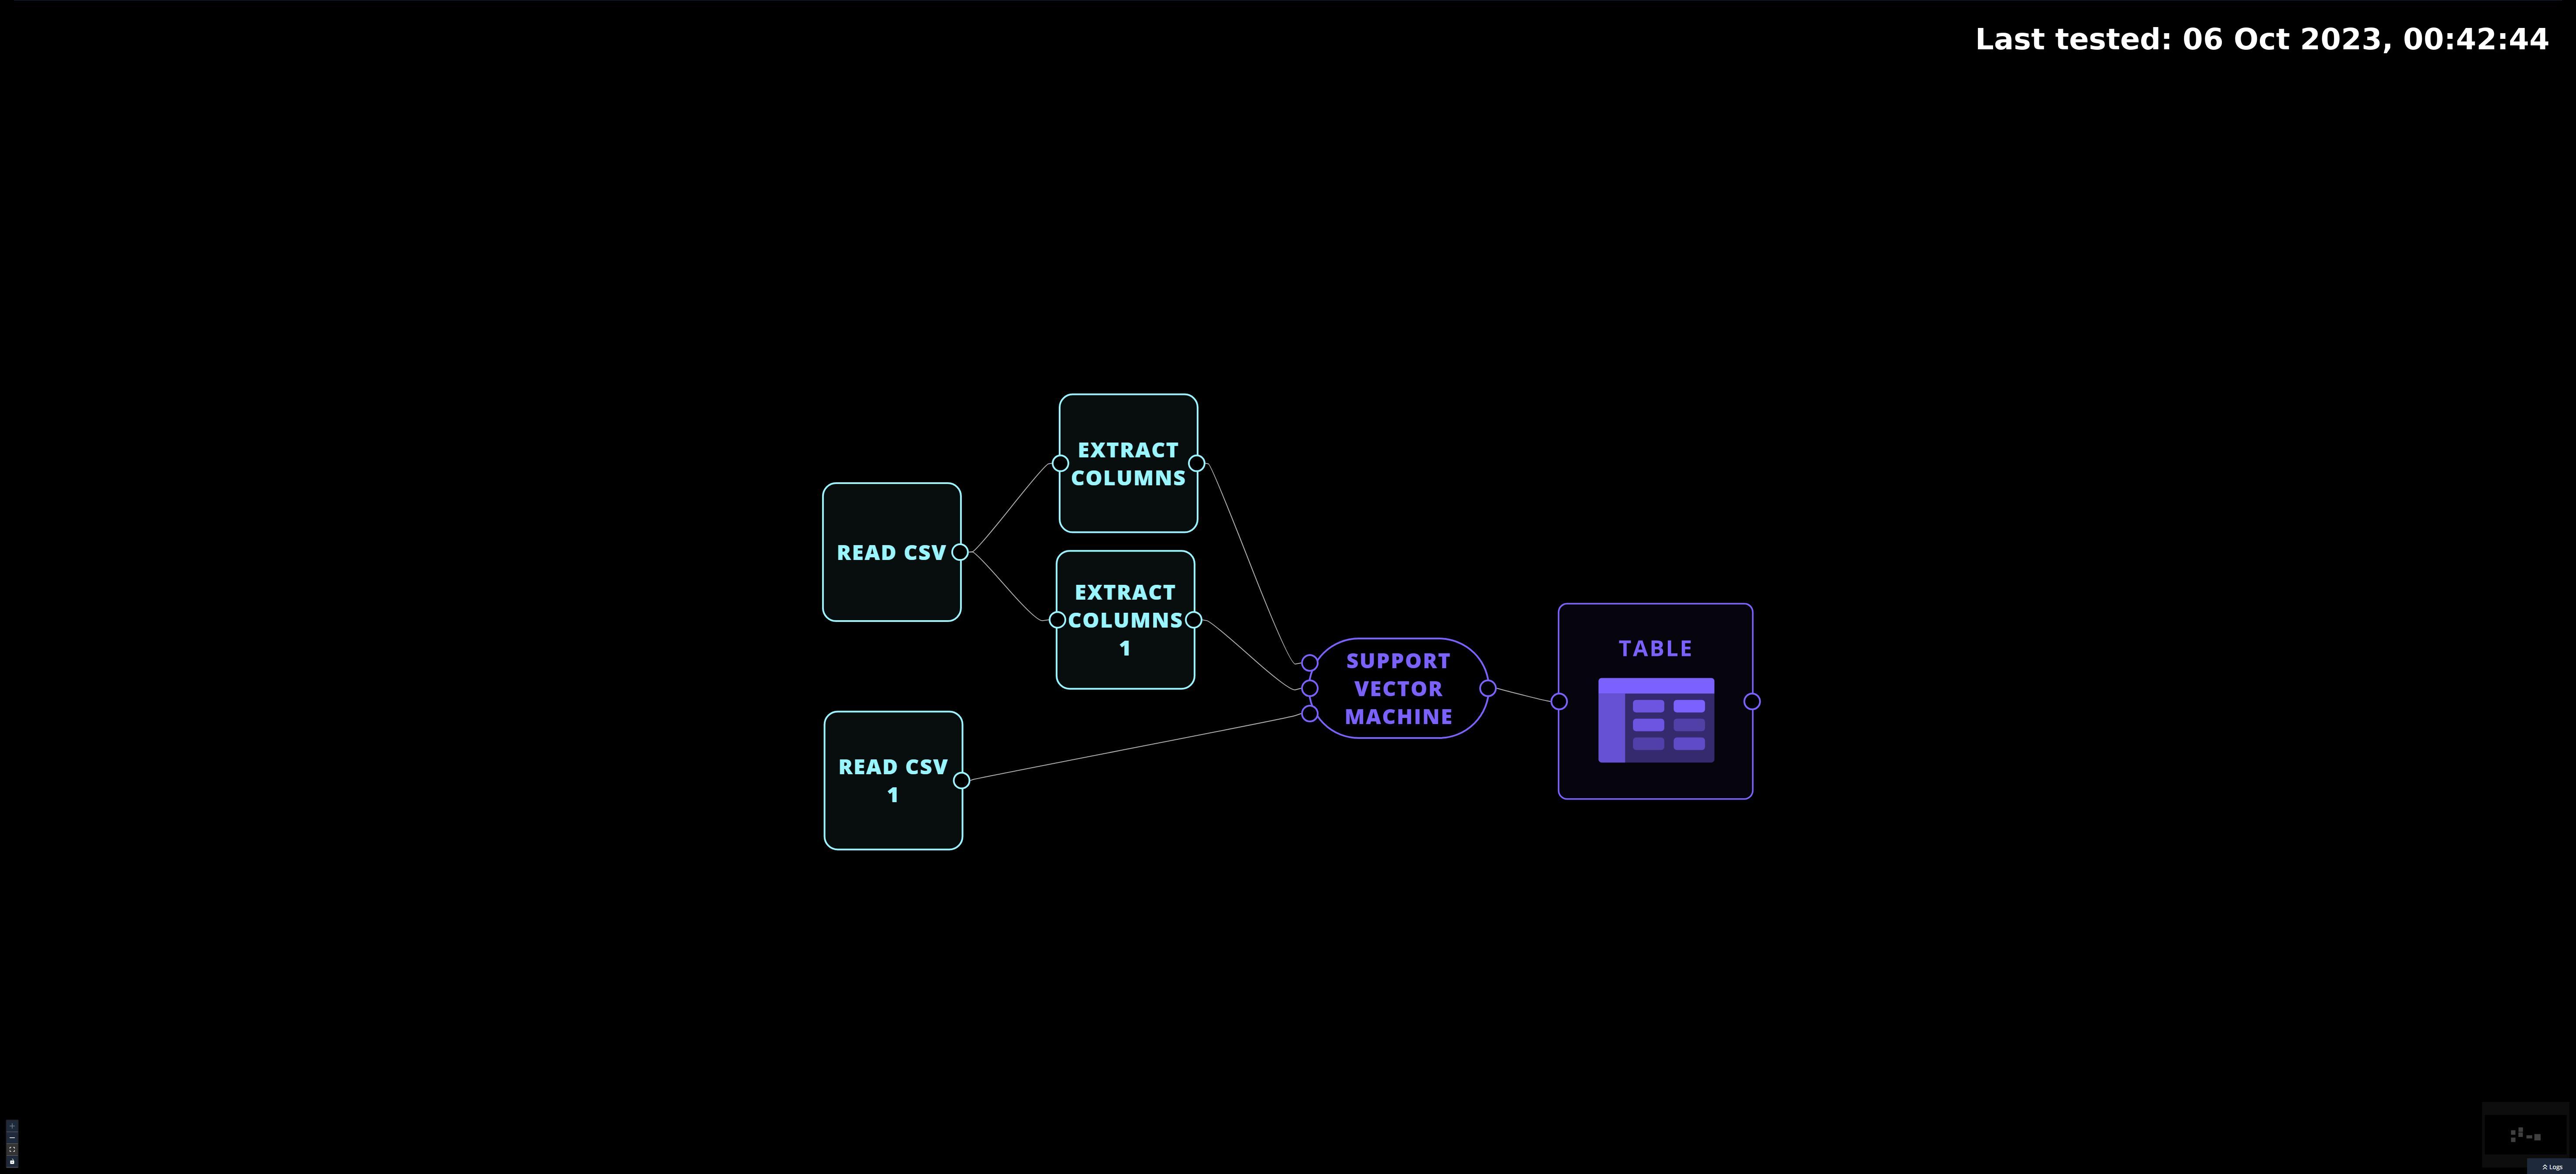 Last tested: 06 Oct 2023, 00:42:44
EXTRACT
COLUMNS
READ CSV
EXTRACT
COLUMNS
1
SUPPORT
VECTOR
MACHINE
TABLE
READ CSV
1
Logs